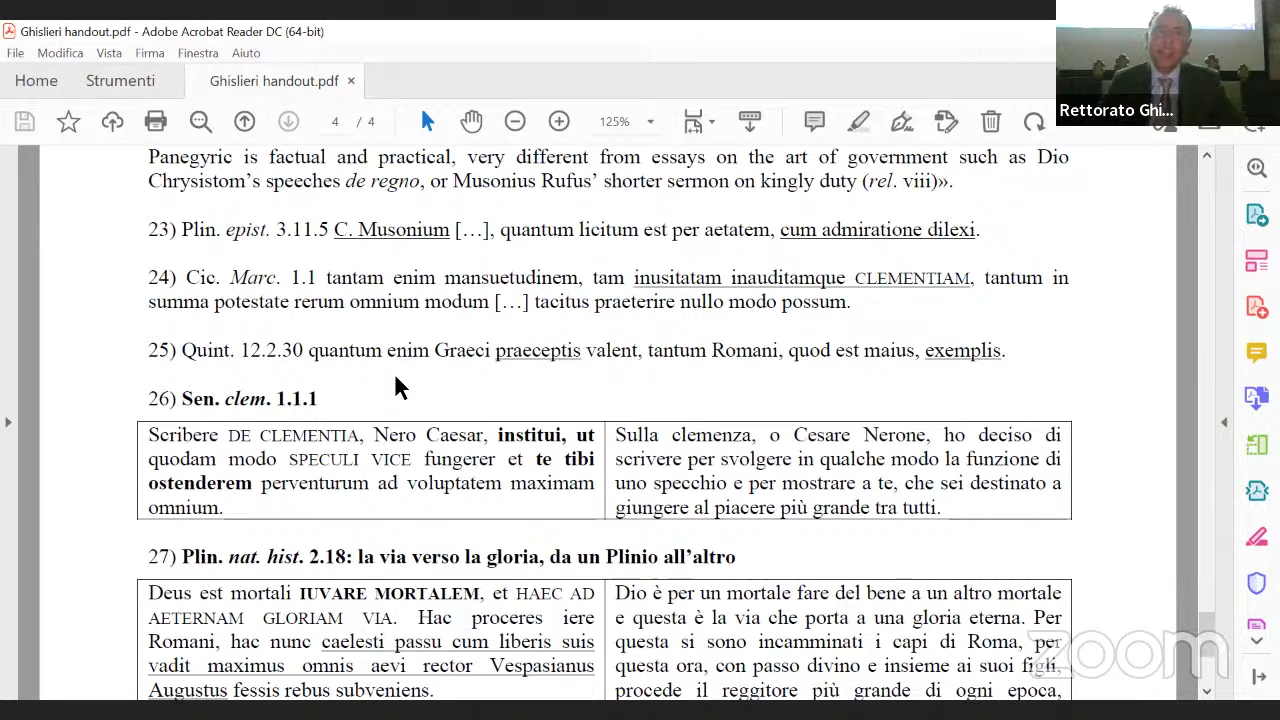 Ghislieri handout.pdf - Adobe Acrobat Reader DC (64-bit)
File Modifica Vista Firma Finestra Aiuto
Home Strumenti Ghislieri handout.pdf ×
4 / 4 125%
Rettorato Ghi...
Panegyric is factual and practical, very different from essays on the art of government such as Dio
Chrysistom’s speeches de regno, or Musonius Rufus’ shorter sermon on kingly duty (rel. viii)».
23) Plin. epist. 3.11.5 C. Musonium […], quantum licitum est per aetatem, cum admiratione dilexi.
24) Cic. Marc. 1.1 tantam enim mansuetudinem, tam inusitatam inauditamque CLEMENTIAM, tantum in
summa potestate rerum omnium modum […] tacitus praeterire nullo modo possum.
25) Quint. 12.2.30 quantum enim Graeci praeceptis valent, tantum Romani, quod est maius, exemplis.
26) Sen. clem. 1.1.1
Scribere DE CLEMENTIA, Nero Caesar, institui, ut
quodam modo SPECULI VICE fungerer et te tibi
ostenderem perventurum ad voluptatem maximam
omnium.
Sulla clemenza, o Cesare Nerone, ho deciso di
scrivere per svolgere in qualche modo la funzione di
uno specchio e per mostrare a te, che sei destinato a
giungere al piacere più grande tra tutti.
27) Plin. nat. hist. 2.18: la via verso la gloria, da un Plinio all’altro
Deus est mortali IUVARE MORTALEM, et HAEC AD
AETERNAM GLORIAM VIA. Hac proceres iere
Romani, hac nunc caelesti passu cum liberis suis
vadit maximus omnis aevi rector Vespasianus
Augustus fessis rebus subveniens.
Dio è per un mortale fare del bene a un altro mortale
e questa è la via che porta a una gloria eterna. Per
questa si sono incamminati i capi di Roma, per
questa ora, con passo divino e insieme ai suoi figli,
procede il reggitore più grande di ogni epoca,
zoom